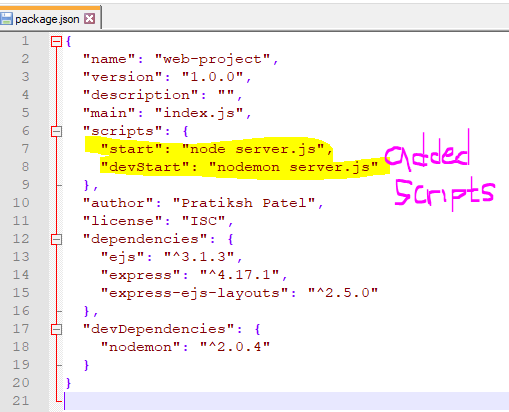 package.json
1 {
2 "name": "web-project",
3 "version": "1.0.0",
4 "description": "",
5 "main": "index.js",
6 "scripts": {
7 "start": "node server.js",
8 "devStart": "nodemon server.js"
added
scripts
9 },
10 "author": "Pratiksh Patel",
11 "license": "ISC",
12 "dependencies": {
13 "ejs": "^3.1.3",
14 "express": "^4.17.1",
15 "express-ejs-layouts": "^2.5.0"
16 },
17 "devDependencies": {
18 "nodemon": "^2.0.4"
19 }
20 }
21